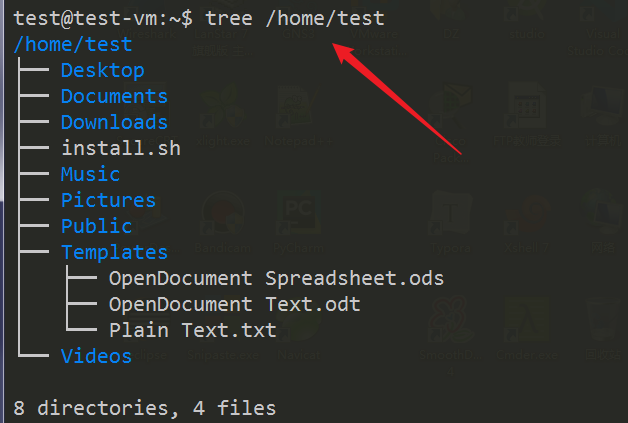 test@test-vm:~$ tree /home/test
/home/test
├── Desktop
├── Documents
├── Downloads
├── install.sh
├── Music
├── Pictures
├── Public
├── Templates
│   ├── OpenDocument Spreadsheet.ods
│   ├── OpenDocument Text.odt
│   └── Plain Text.txt
└── Videos
8 directories, 4 files